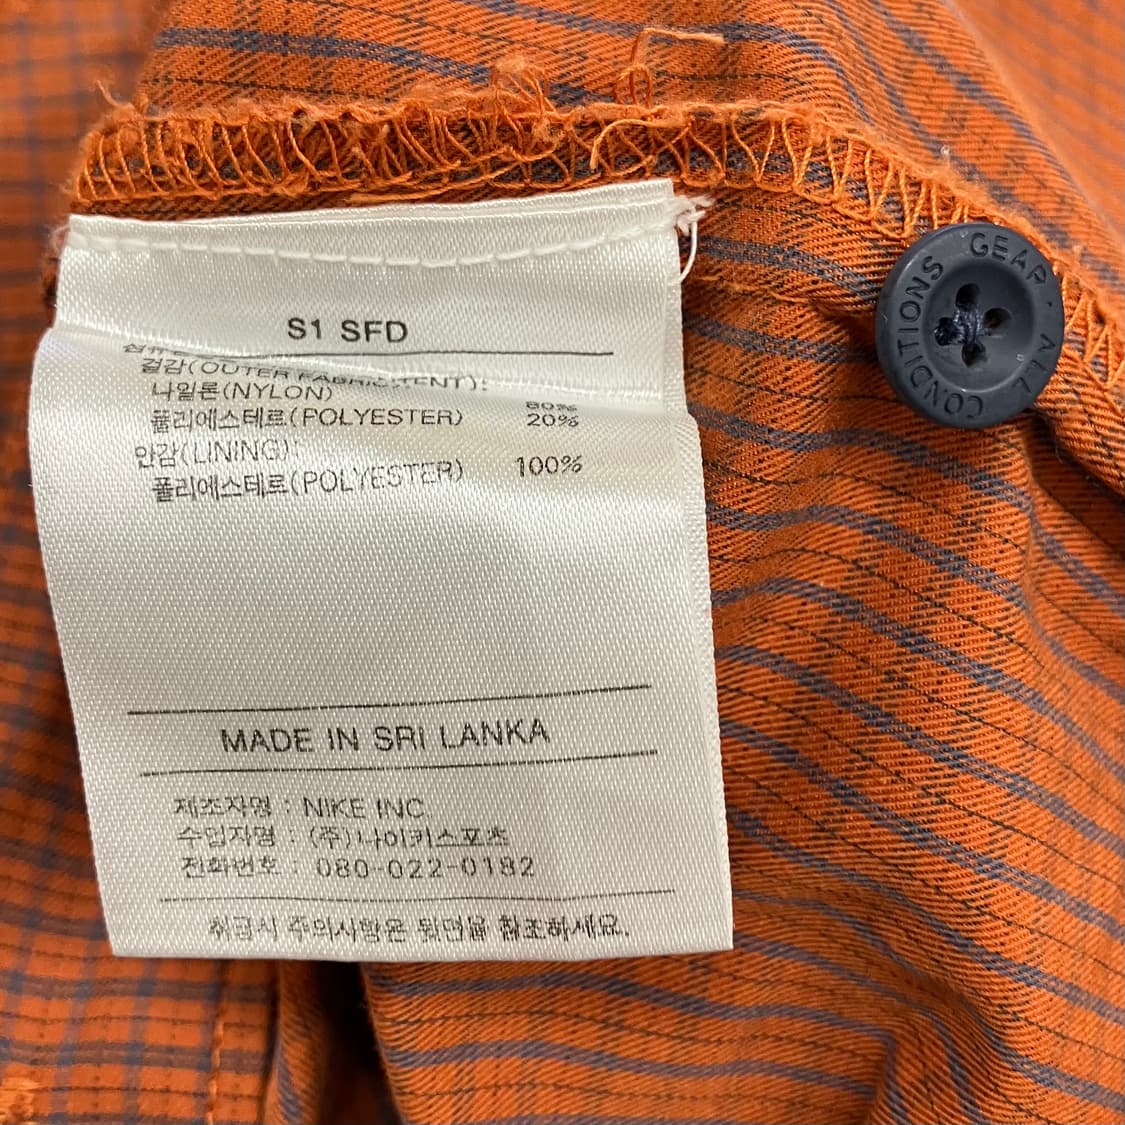 S1 SFD
겉감(OUTER FABRIC
나일론(NYLON) 80%
폴리에스테르(POLYESTER) 20%
안감(LINING):
폴리에스테르(POLYESTER) 100%
MADE IN SRI LANKA
제조자명 : NIKE INC
수입자명 : (주)나이키스포츠
전화번호 : 080-022-0182
취급시 주의사항은 뒷면을 참조하세요.
ALL CONDITIONS GEAR ·